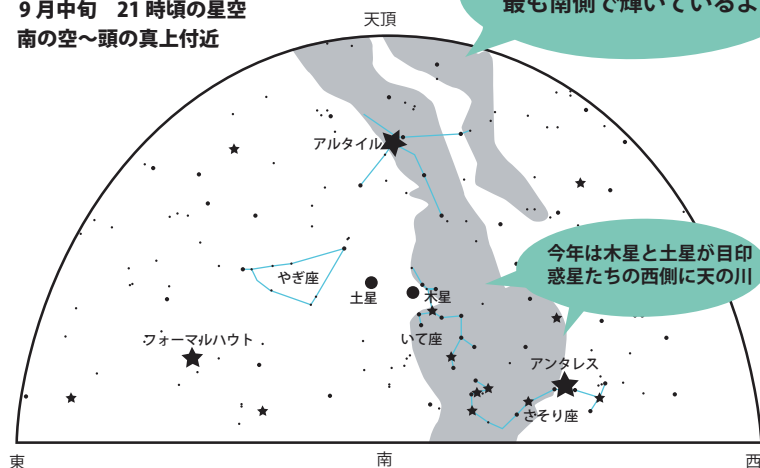 9月中旬　21時頃の星空
南の空～頭の真上付近
最も南側で輝いているよ
天頂
アルタイル
今年は木星と土星が目印
惑星たちの西側に天の川
やぎ座
土星
木星
いて座
フォーマルハウト
アンタレス
さそり座
東
南
西